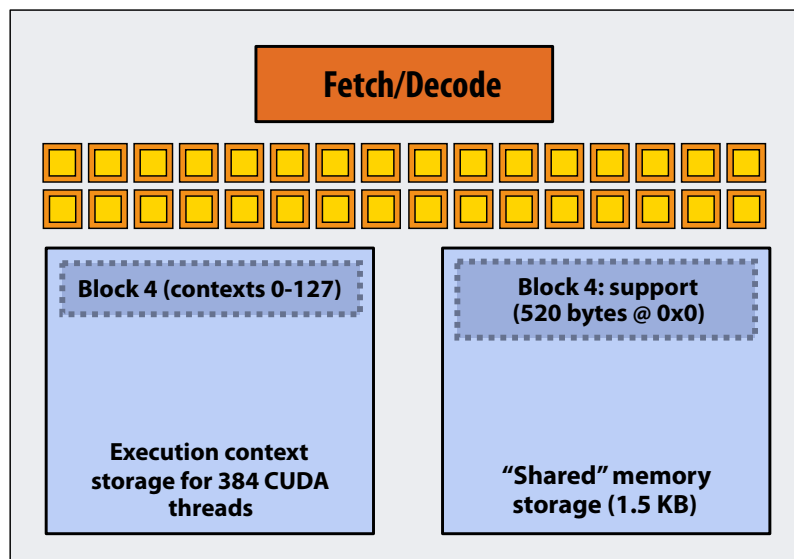 Fetch/Decode
Block 4 (contexts 0-127)
Block 4: support
(520 bytes @ 0x0)
Execution context
storage for 384 CUDA
threads
“Shared” memory
storage (1.5 KB)